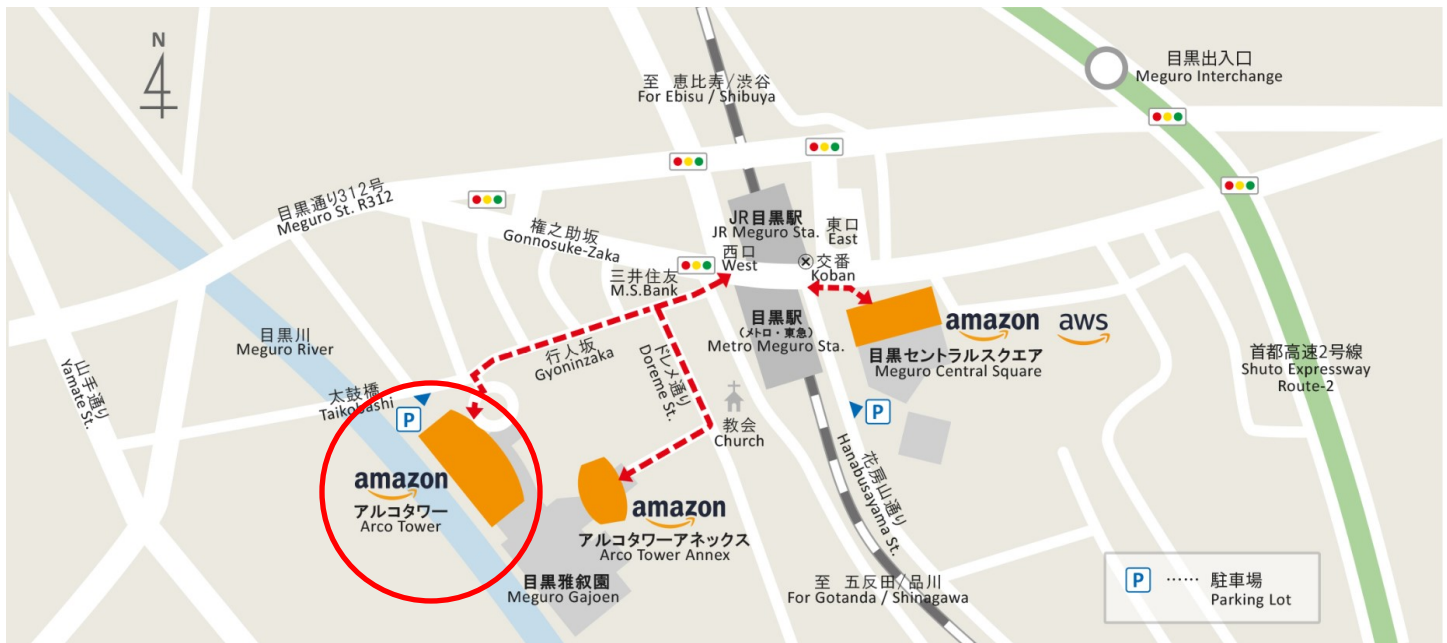 N
至 恵比寿/渋谷
For Ebisu / Shibuya
目黒出入口
Meguro Interchange
目黒通り312号
Meguro St. R312
権之助坂
Gonnosuke-Zaka
JR目黒駅
JR Meguro Sta.
東口
East
西口
West
交番
Koban
三井住友
M.S.Bank
目黒駅
(メトロ・東急)
Metro Meguro Sta.
amazon
aws
目黒セントラルスクエア
Meguro Central Square
首都高速2号線
Shuto Expressway
Route-2
目黒川
Meguro River
行人坂
Gyoninzaka
ドレメ通り
Doreme St.
山手通り
Yamate St.
太鼓橋
Taikobashi
P
教会
Church
P
花房山通り
Hanabusayama St.
amazon
アルコタワー
Arco Tower
amazon
アルコタワーアネックス
Arco Tower Annex
目黒雅叙園
Meguro Gajoen
至 五反田/品川
For Gotanda / Shinagawa
P …… 駐車場
Parking Lot